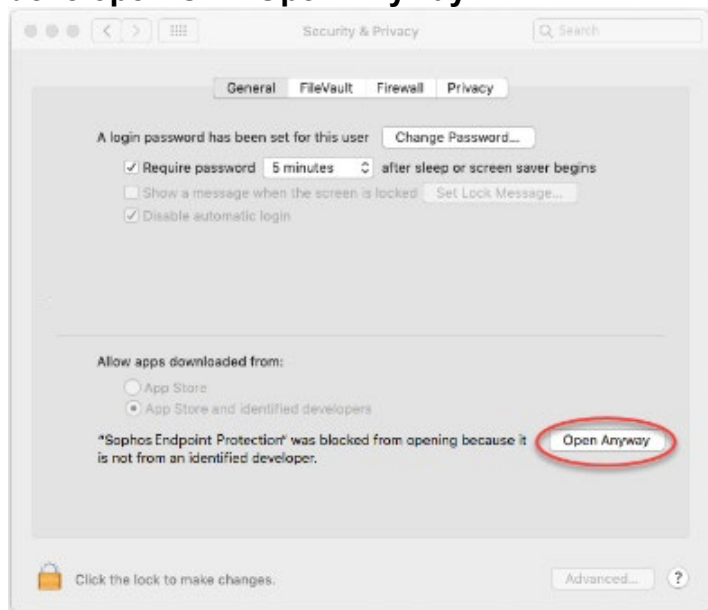 Security & Privacy
Search
General FileVault Firewall Privacy
A login password has been set for this user Change Password...
Require password 5 minutes after sleep or screen saver begins
Show a message when the screen is locked Set Lock Message...
Disable automatic login
Allow apps downloaded from:
App Store
App Store and identified developers
"Sophos Endpoint Protection" was blocked from opening because it Open Anyway
is not from an identified developer.
Click the lock to make changes. Advanced... ?